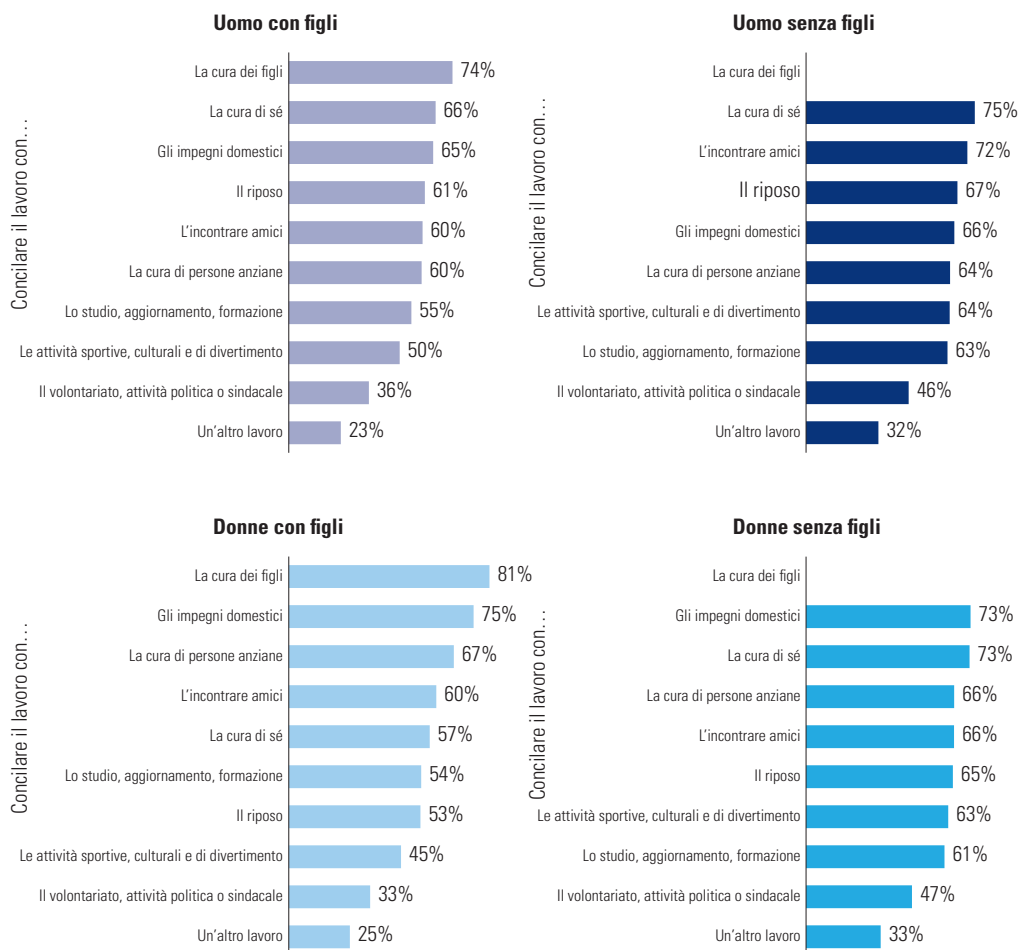 Uomo con figli
Concilare il lavoro con…
La cura dei figli 74%
La cura di sé 66%
Gli impegni domestici 65%
Il riposo 61%
L'incontrare amici 60%
La cura di persone anziane 60%
Lo studio, aggiornamento, formazione 55%
Le attività sportive, culturali e di divertimento 50%
Il volontariato, attività politica o sindacale 36%
Un'altro lavoro 23%
Uomo senza figli
Concilare il lavoro con…
La cura dei figli
La cura di sé 75%
L'incontrare amici 72%
Il riposo 67%
Gli impegni domestici 66%
La cura di persone anziane 64%
Le attività sportive, culturali e di divertimento 64%
Lo studio, aggiornamento, formazione 63%
Il volontariato, attività politica o sindacale 46%
Un'altro lavoro 32%
Donne con figli
Concilare il lavoro con…
La cura dei figli 81%
Gli impegni domestici 75%
La cura di persone anziane 67%
L'incontrare amici 60%
La cura di sé 57%
Lo studio, aggiornamento, formazione 54%
Il riposo 53%
Le attività sportive, culturali e di divertimento 45%
Il volontariato, attività politica o sindacale 33%
Un'altro lavoro 25%
Donne senza figli
Concilare il lavoro con…
La cura dei figli
Gli impegni domestici 73%
La cura di sé 73%
La cura di persone anziane 66%
L'incontrare amici 66%
Il riposo 65%
Le attività sportive, culturali e di divertimento 63%
Lo studio, aggiornamento, formazione 61%
Il volontariato, attività politica o sindacale 47%
Un'altro lavoro 33%